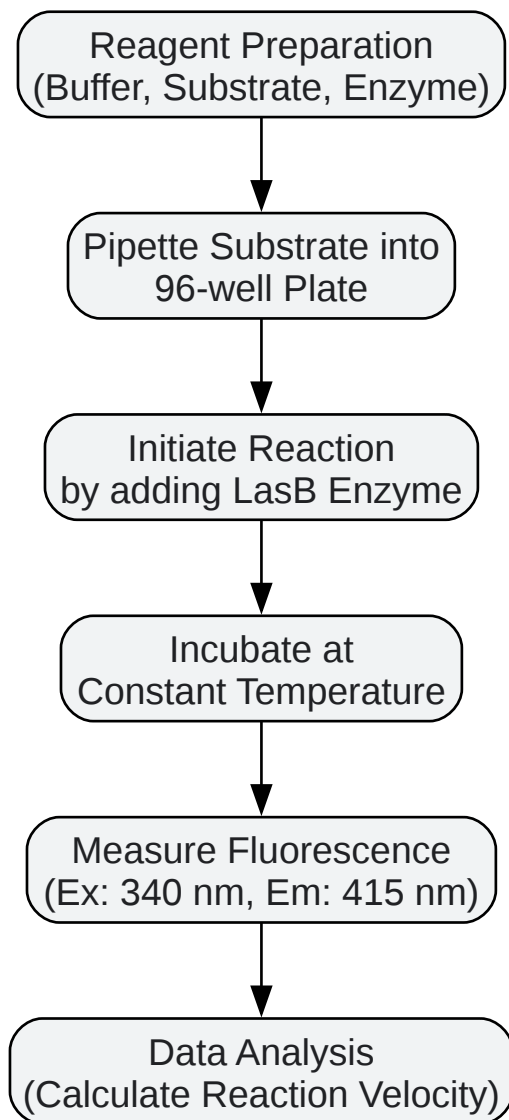 Reagent Preparation
(Buffer, Substrate, Enzyme)
Pipette Substrate into
96-well Plate
Initiate Reaction
by adding LasB Enzyme
Incubate at
Constant Temperature
Measure Fluorescence
(Ex: 340 nm, Em: 415 nm)
Data Analysis
(Calculate Reaction Velocity)